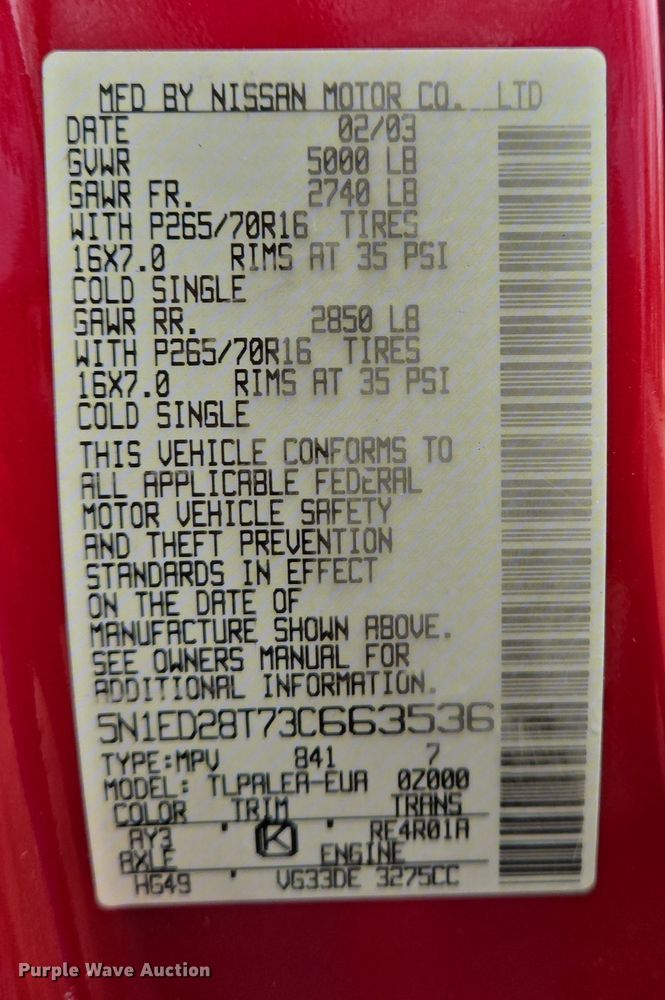 MFD BY NISSAN MOTOR CO. LTD
DATE 02/03
GVWR 5000 LB
GAWR FR. 2740 LB
WITH P265/70R16 TIRES
16X7.0 RIMS AT 35 PSI
COLD SINGLE
GAWR RR. 2850 LB
WITH P265/70R16 TIRES
16X7.0 RIMS AT 35 PSI
COLD SINGLE
THIS VEHICLE CONFORMS TO
ALL APPLICABLE FEDERAL
MOTOR VEHICLE SAFETY
AND THEFT PREVENTION
STANDARDS IN EFFECT
ON THE DATE OF
MANUFACTURE SHOWN ABOVE.
SEE OWNERS MANUAL FOR
ADDITIONAL INFORMATION.
5N1ED28T73C663536
TYPE:MPV 841 7
MODEL: TLPALEA-EUA 0Z000
COLOR TRIM TRANS
AY3 K RE4R01A
AXLE ENGINE
HG49 VG33DE 3275CC
Purple Wave Auction